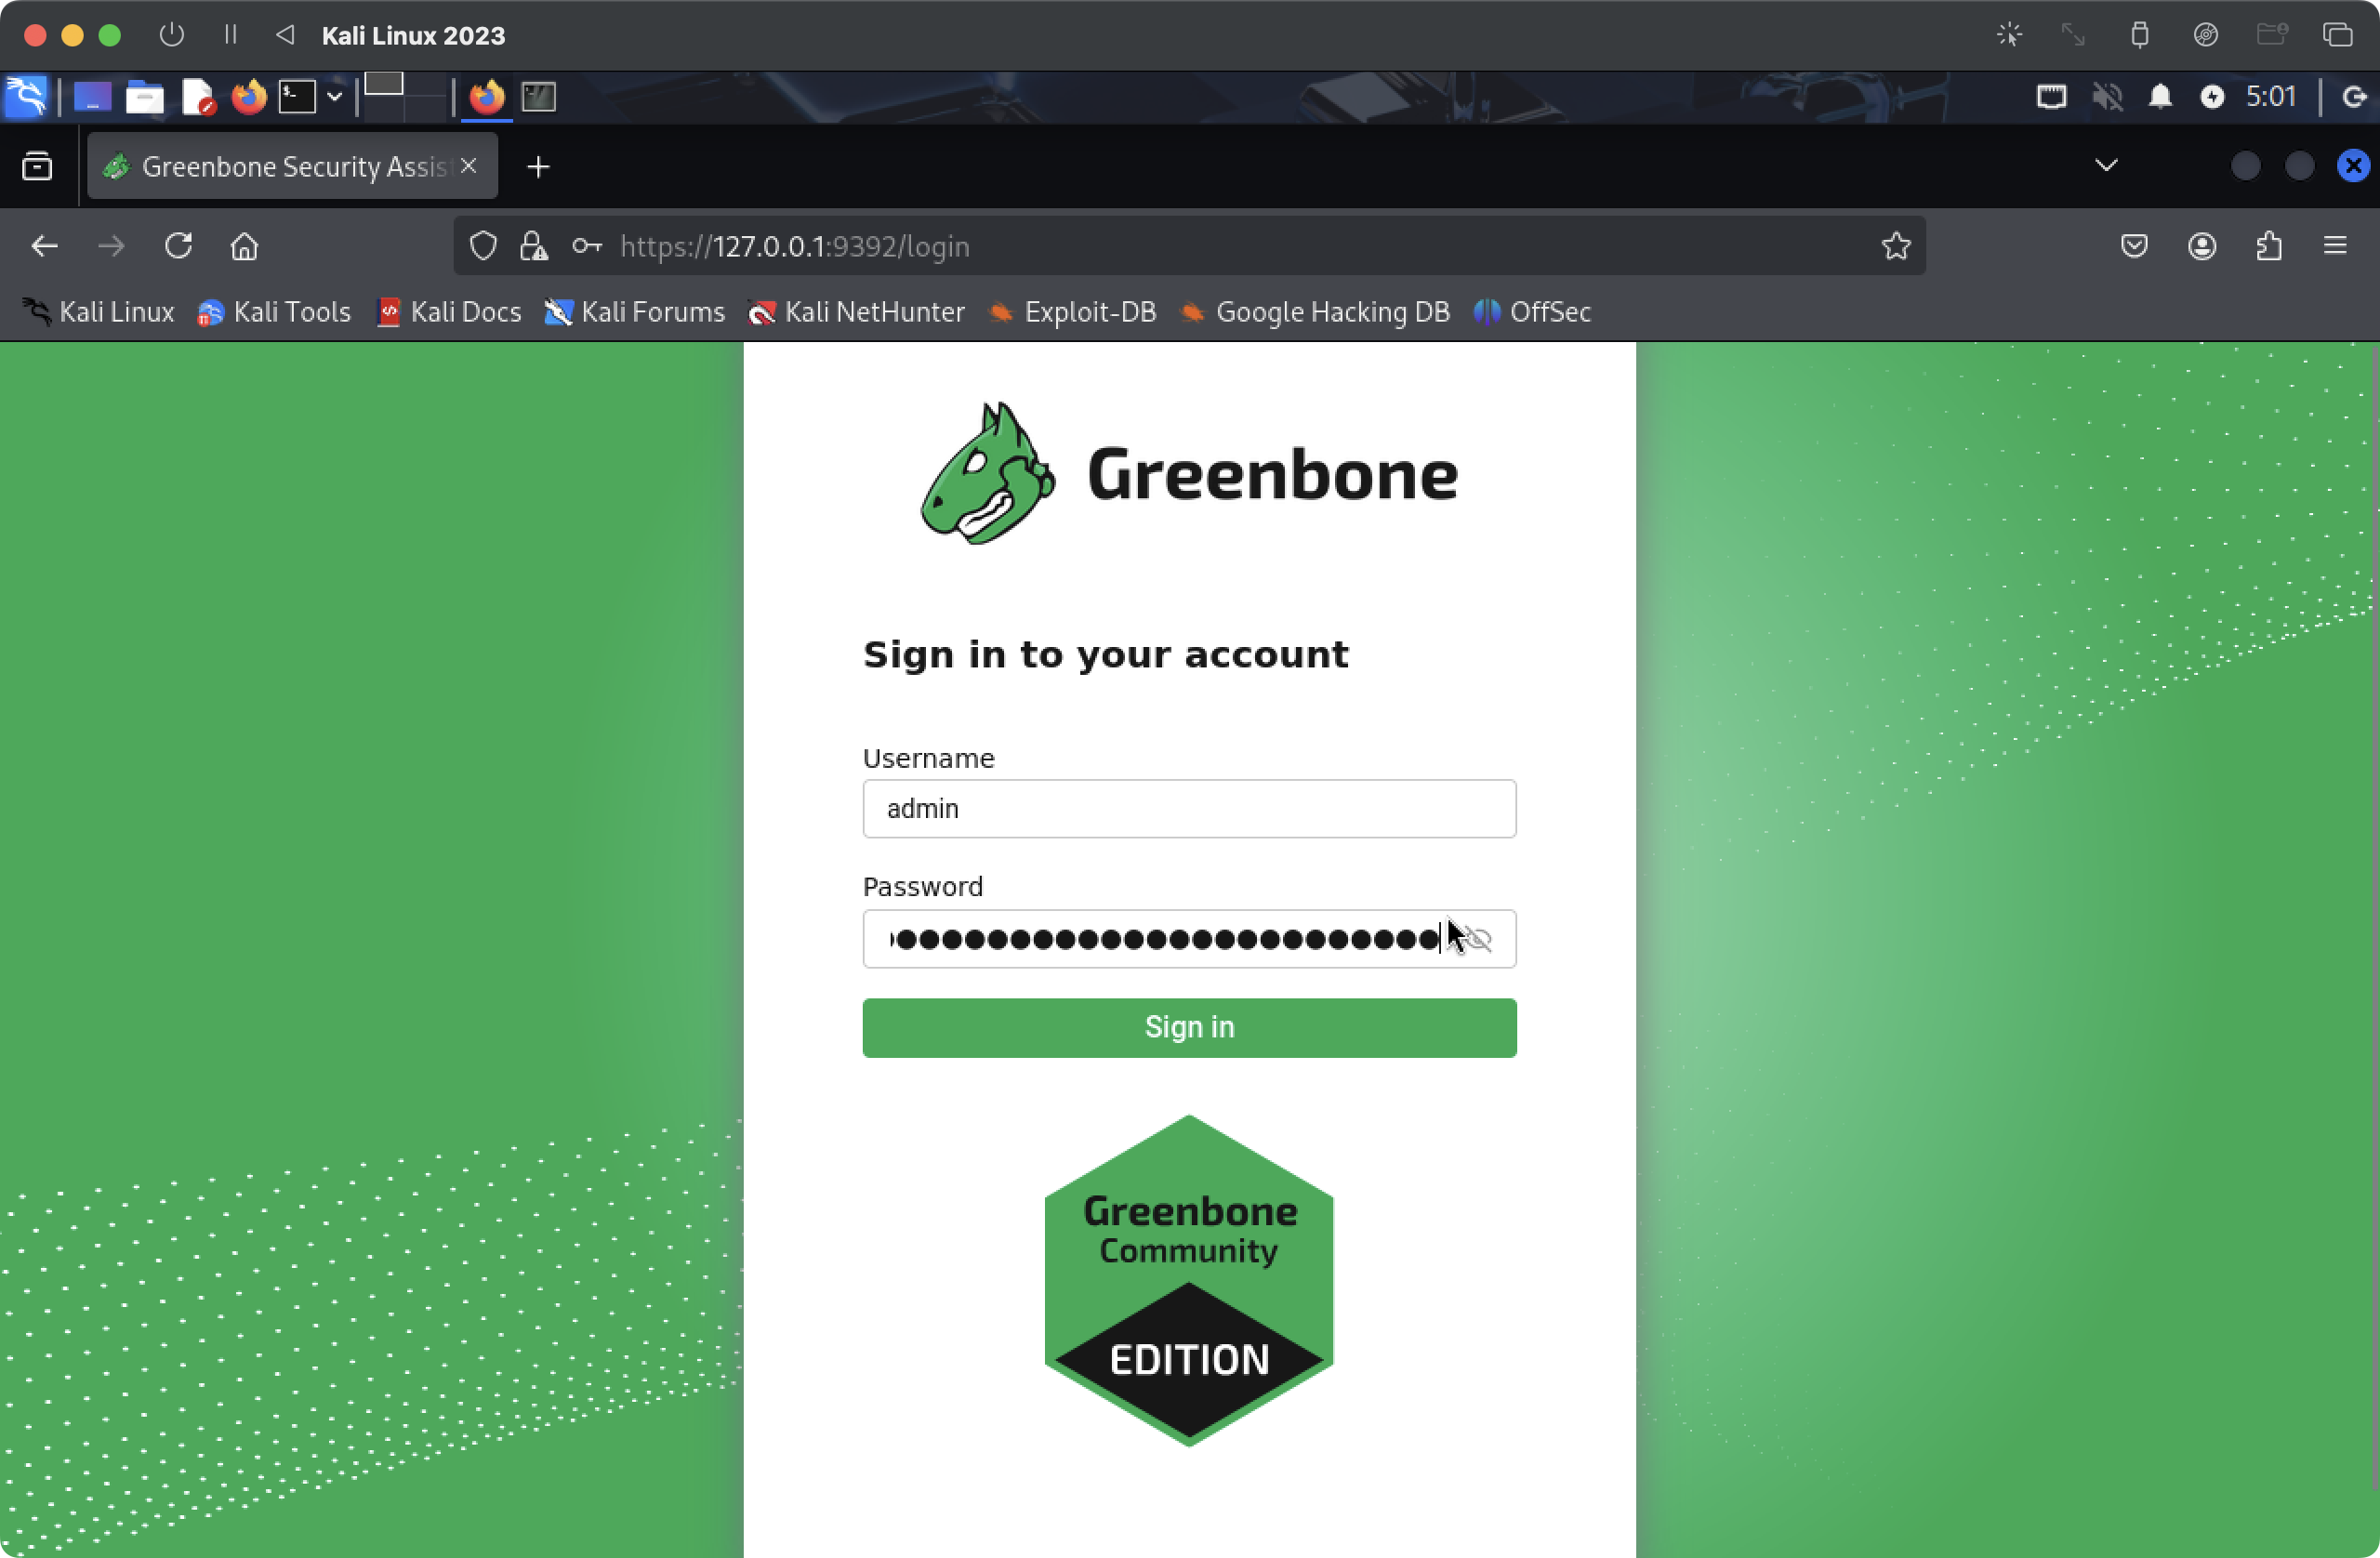 Kali Linux 2023
5:01
Greenbone Security Assis
https://127.0.0.1:9392/login
Kali Linux Kali Tools Kali Docs Kali Forums Kali NetHunter Exploit-DB Google Hacking DB OffSec
Greenbone
Sign in to your account
Username
admin
Password
Sign in
Greenbone
Community
EDITION